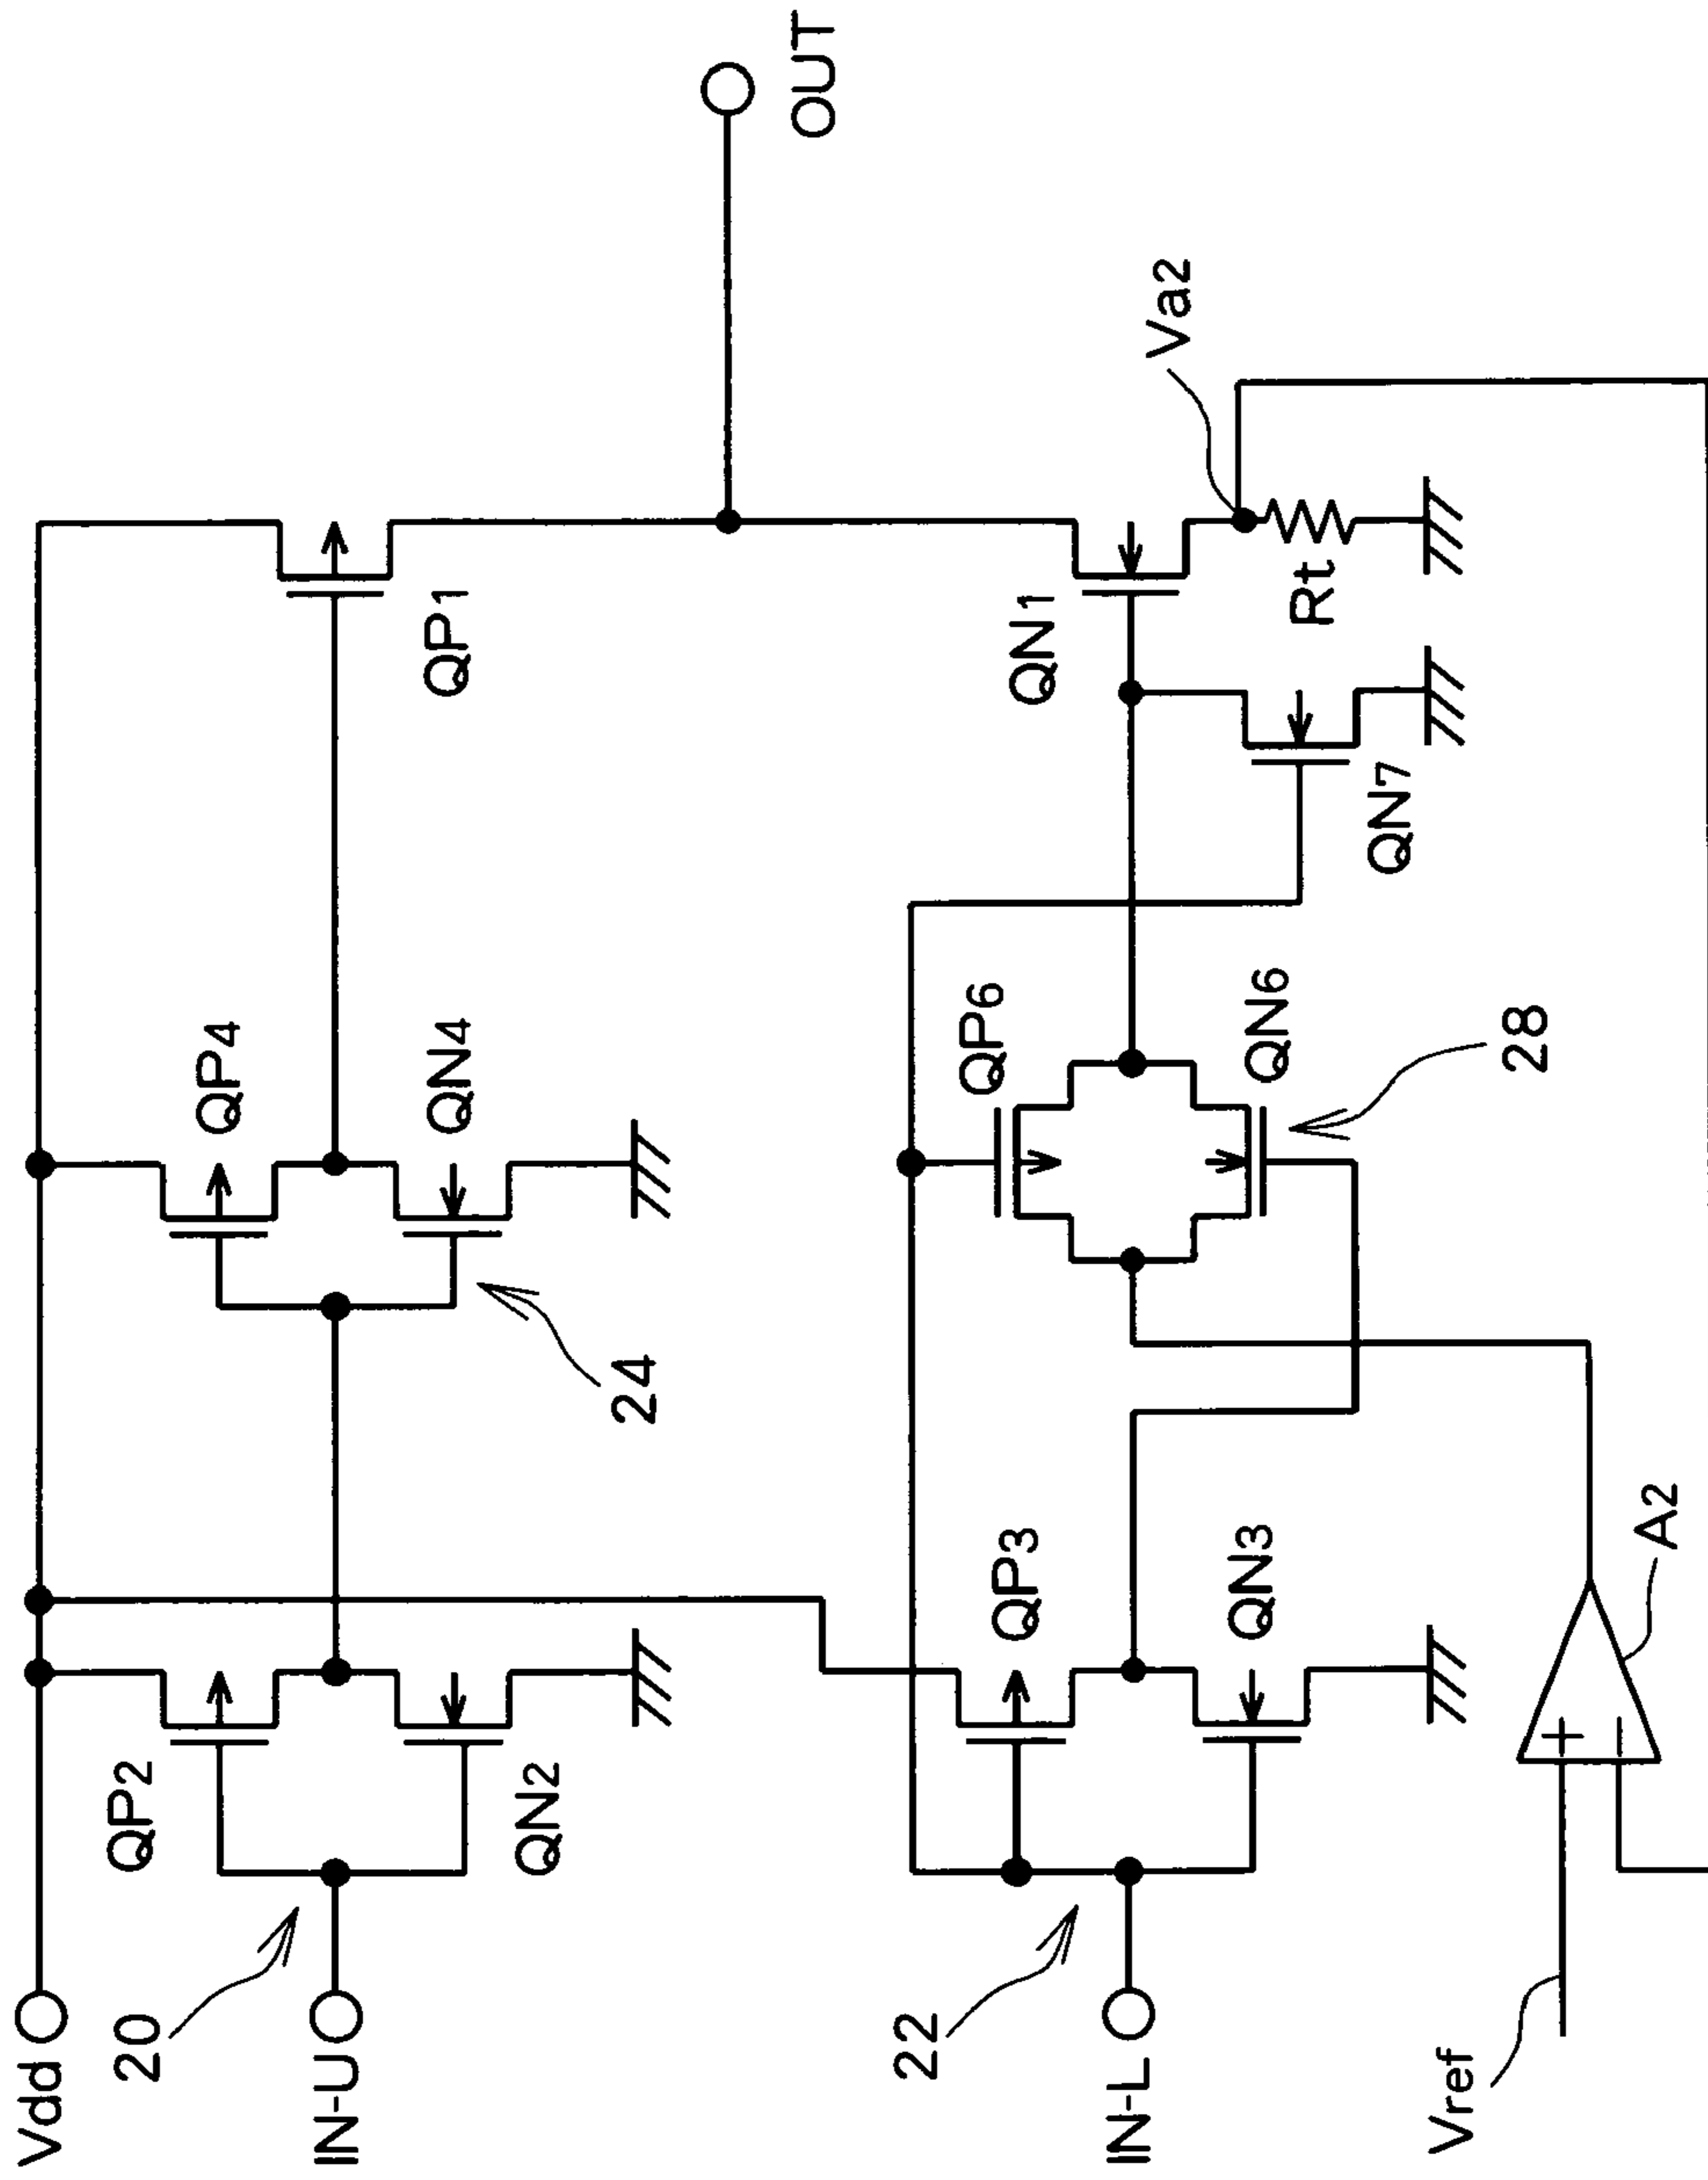 Vdd
20
QP2
QP4
QP1
IN-U
QN2
24
QN4
OUT
22
QP3
QP6
QN1
Va2
IN-L
QN3
QN6
Rt
28
QN7
Vref
+
−
A2